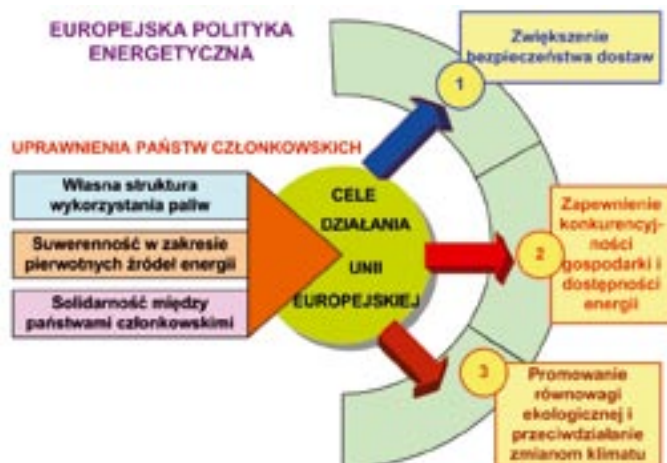 EUROPEJSKA POLITYKA
ENERGETYCZNA
1
Zwiększenie
bezpieczeństwa dostaw
UPRAWNIENIA PAŃSTW CZŁONKOWSKICH
Własna struktura
wykorzystania paliw
Suwerenność w zakresie
pierwotnych źródeł energii
Solidarność między
państwami członkowskimi
CELE
DZIAŁANIA
UNII
EUROPEJSKIEJ
2
Zapewnienie
konkurencyj-
ności
gospodarki i
dostępności
energii
3
Promowanie
równowagi
ekologicznej i
przeciwdziałanie
zmianom klimatu